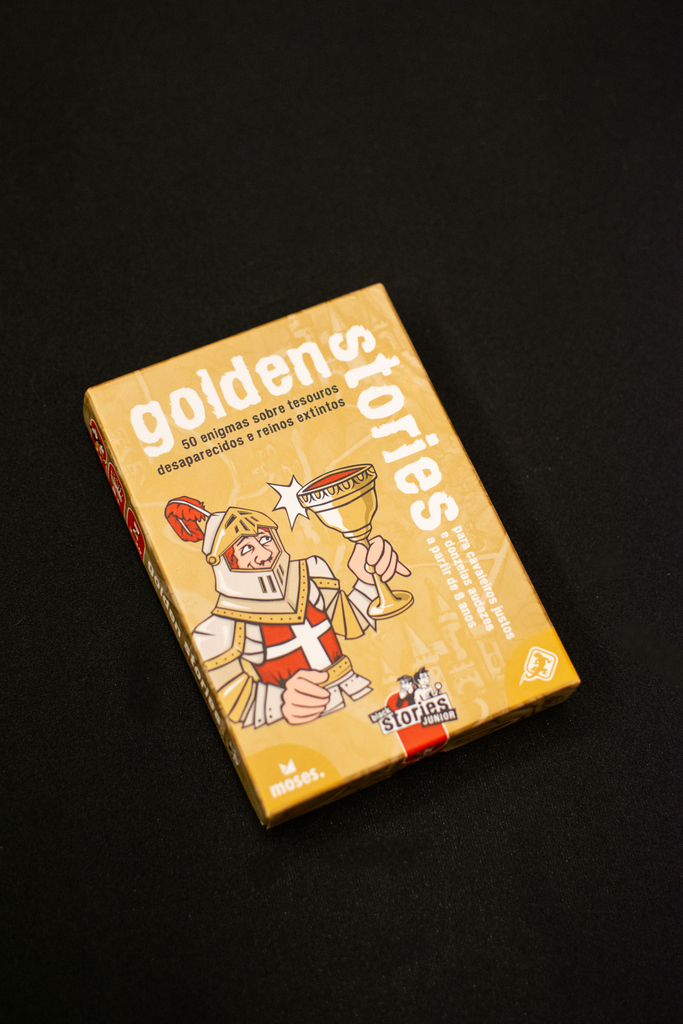 golden
stories
50 enigmas sobre tesouros
desaparecidos e reinos extintos
para cavaleiros justos
e donzelas audazes
a partir de 8 anos
black
stories
JUNIOR
moses.